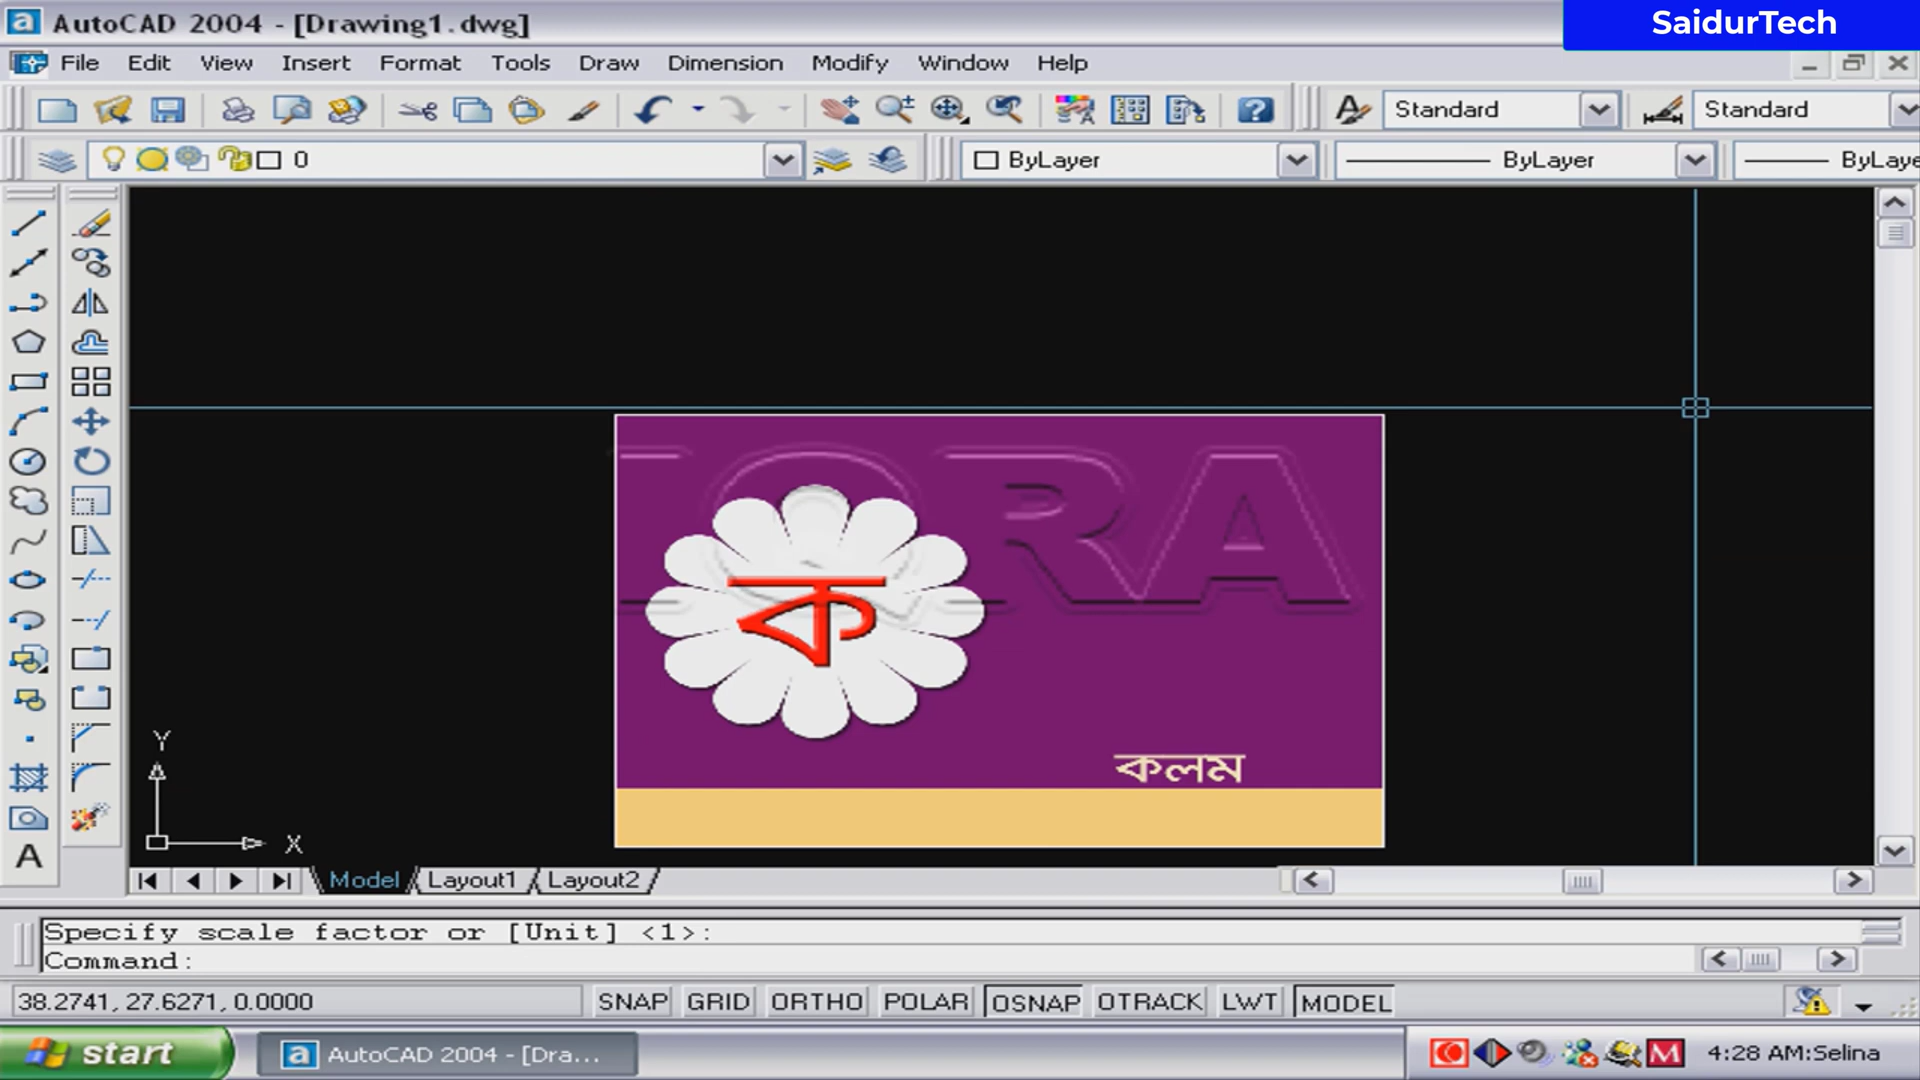 AutoCAD 2004 - [Drawing1.dwg]
SaidurTech
File Edit View Insert Format Tools Draw Dimension Modify Window Help
Standard Standard
0 ByLayer ByLayer ByLaye
ORA
ক
কলম
Y
X
A
Model Layout1 Layout2
Specify scale factor or [Unit] <1>:
Command:
38.2741, 27.6271, 0.0000 SNAP GRID ORTHO POLAR OSNAP OTRACK LWT MODEL
start AutoCAD 2004 - [Dra... 4:28 AM:Selina